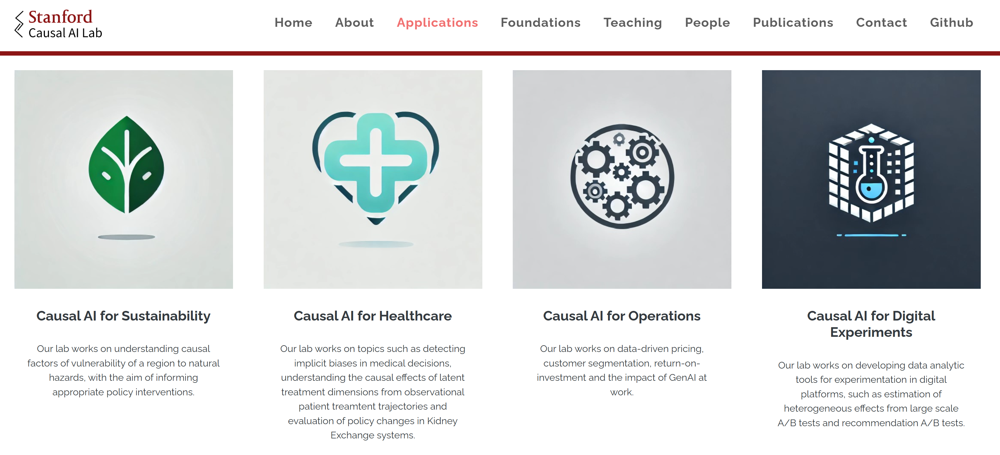 Stanford
Causal AI Lab
Home About Applications Foundations Teaching People Publications Contact Github
Causal AI for Sustainability
Our lab works on understanding causal
factors of vulnerability of a region to natural
hazards, with the aim of informing
appropriate policy interventions.
Causal AI for Healthcare
Our lab works on topics such as detecting
implicit biases in medical decisions,
understanding the causal effects of latent
treatment dimensions from observational
patient treamtent trajectories and
evaluation of policy changes in Kidney
Exchange systems.
Causal AI for Operations
Our lab works on data-driven pricing,
customer segmentation, return-on-
investment and the impact of GenAI at
work.
Causal AI for Digital
Experiments
Our lab works on developing data analytic
tools for experimentation in digital
platforms, such as estimation of
heterogeneous effects from large scale
A/B tests and recommendation A/B tests.